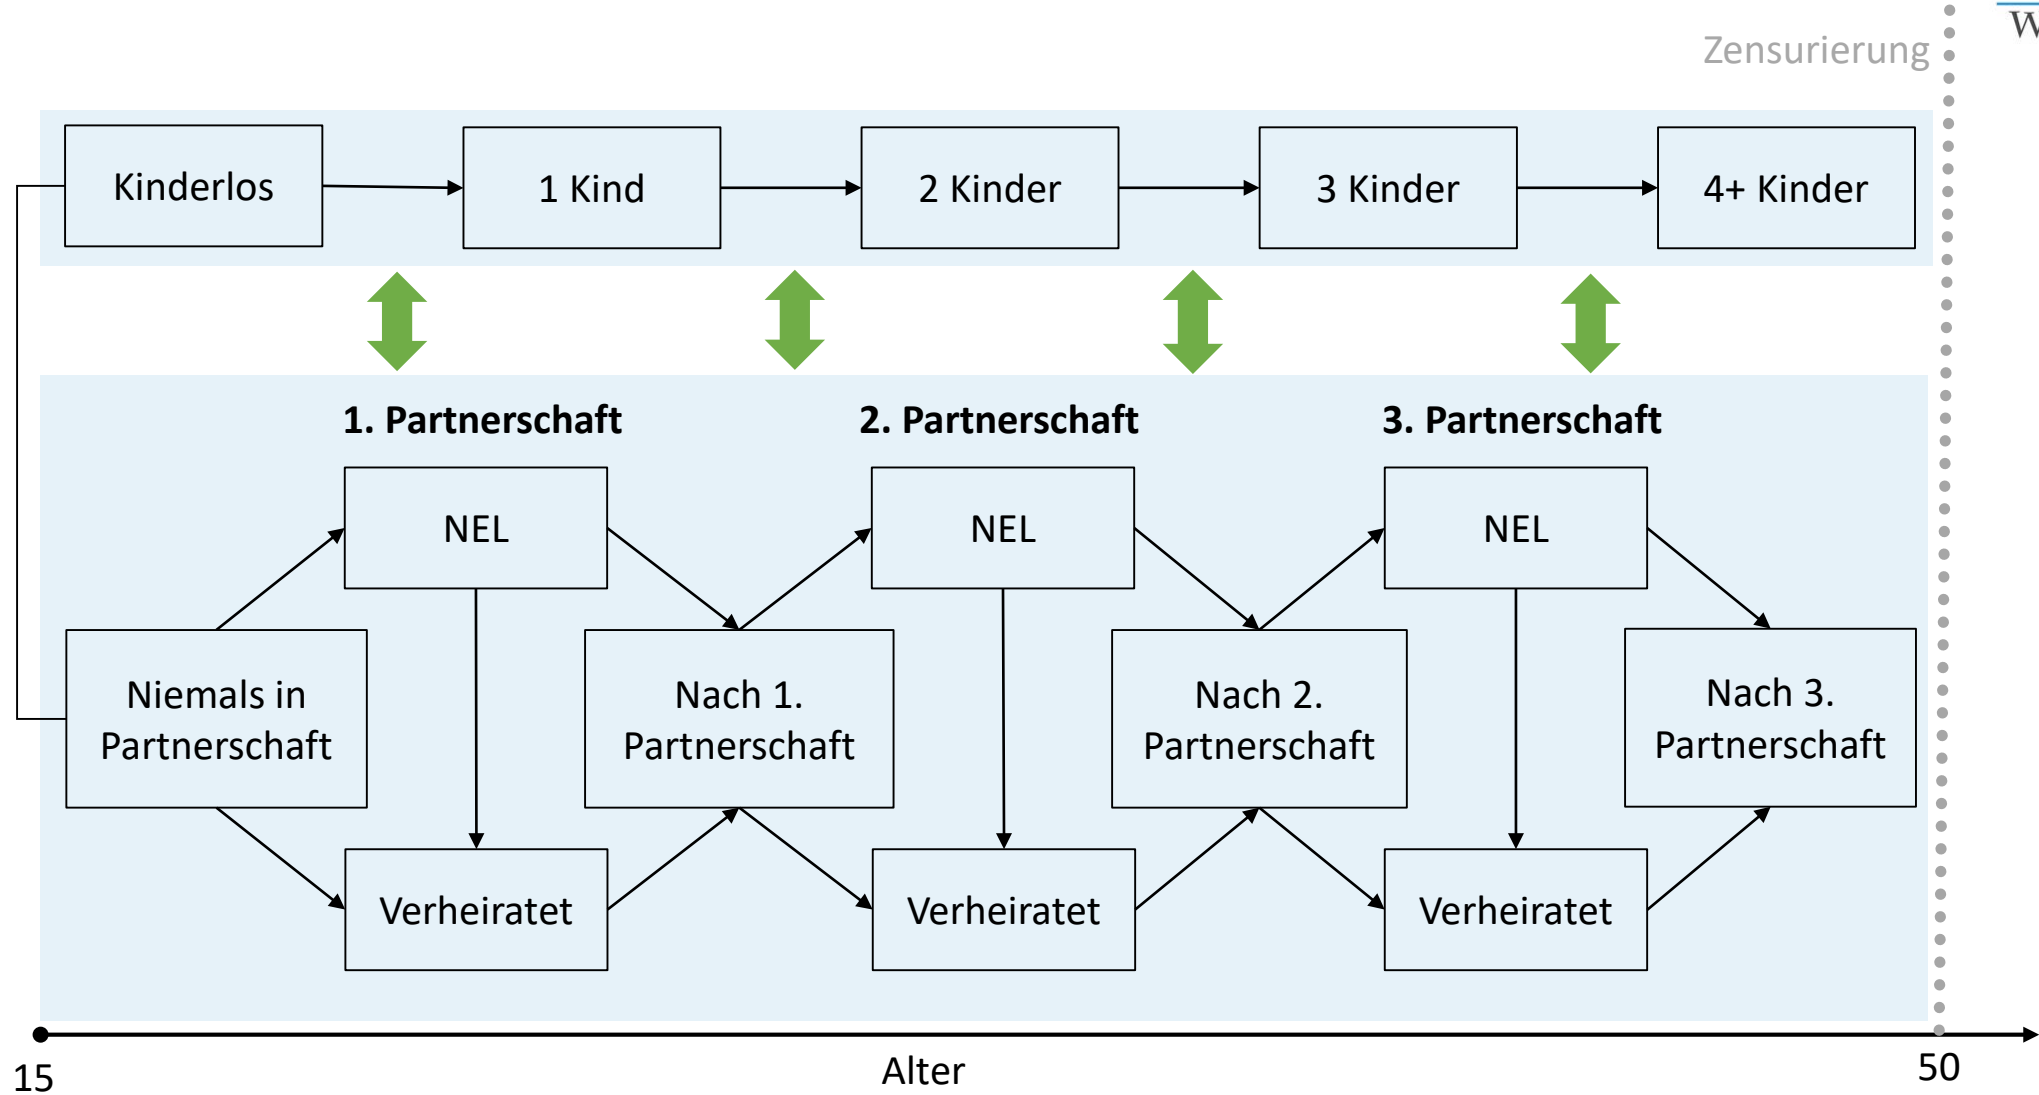 Zensurierung
Kinderlos
1 Kind
2 Kinder
3 Kinder
4+ Kinder
1. Partnerschaft
2. Partnerschaft
3. Partnerschaft
NEL
NEL
NEL
Niemals in
Partnerschaft
Nach 1.
Partnerschaft
Nach 2.
Partnerschaft
Nach 3.
Partnerschaft
Verheiratet
Verheiratet
Verheiratet
15
Alter
50